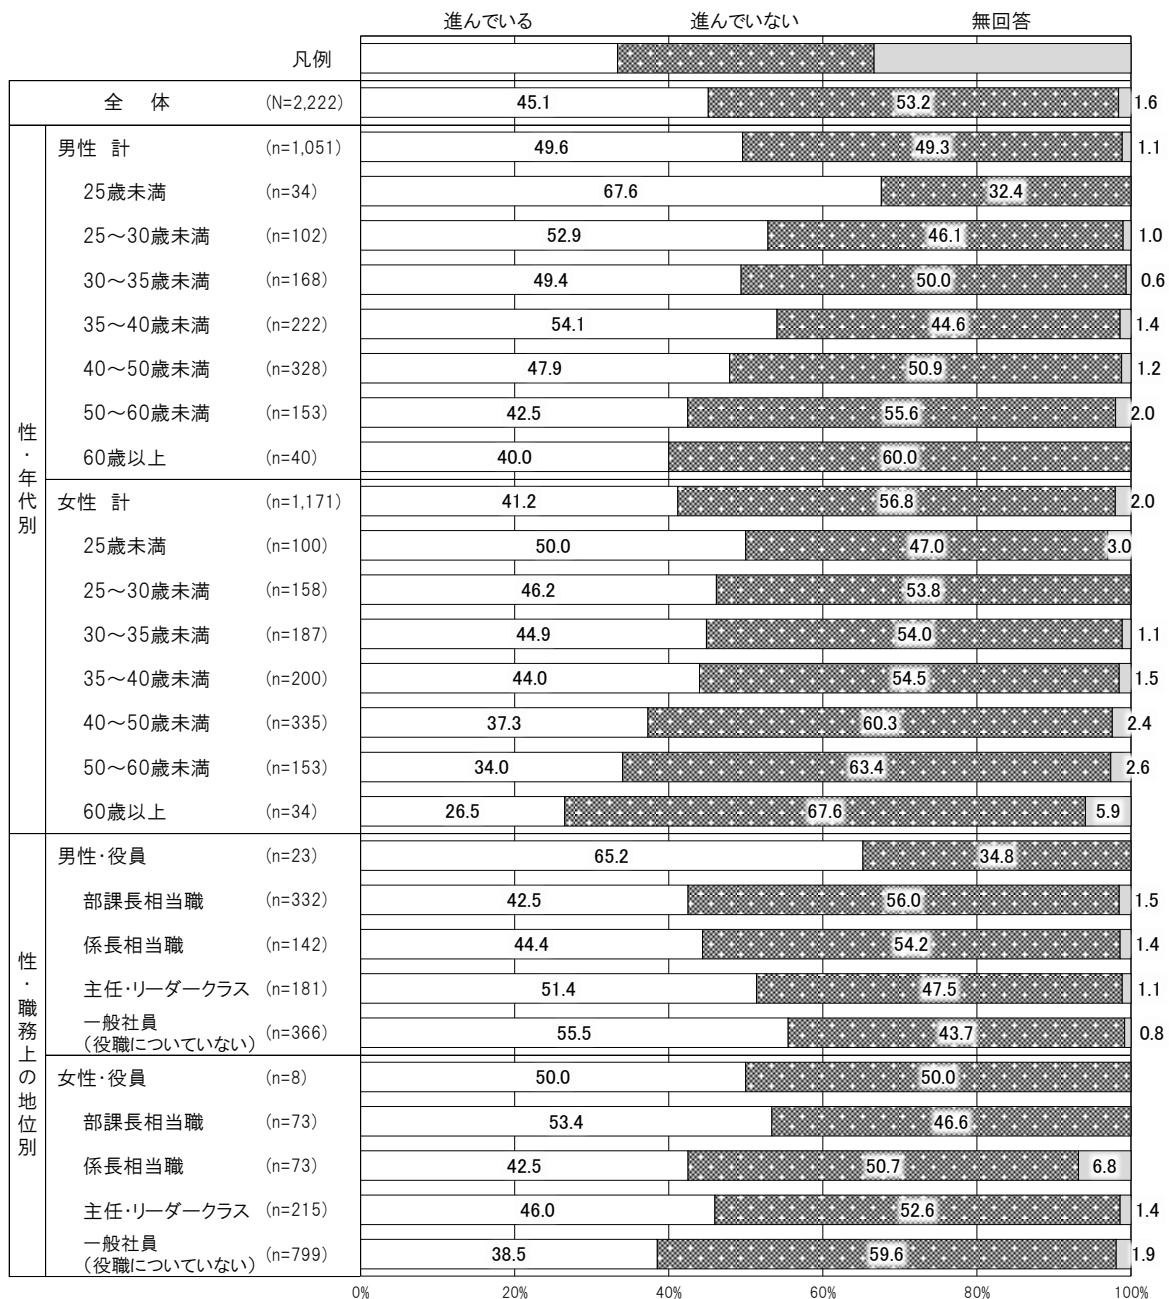 進んでいる 進んでいない 無回答
凡例
全 体 (N=2,222) 45.1 53.2 1.6
性・年代別
男性 計 (n=1,051) 49.6 49.3 1.1
25歳未満 (n=34) 67.6 32.4
25～30歳未満 (n=102) 52.9 46.1 1.0
30～35歳未満 (n=168) 49.4 50.0 0.6
35～40歳未満 (n=222) 54.1 44.6 1.4
40～50歳未満 (n=328) 47.9 50.9 1.2
50～60歳未満 (n=153) 42.5 55.6 2.0
60歳以上 (n=40) 40.0 60.0
女性 計 (n=1,171) 41.2 56.8 2.0
25歳未満 (n=100) 50.0 47.0 3.0
25～30歳未満 (n=158) 46.2 53.8
30～35歳未満 (n=187) 44.9 54.0 1.1
35～40歳未満 (n=200) 44.0 54.5 1.5
40～50歳未満 (n=335) 37.3 60.3 2.4
50～60歳未満 (n=153) 34.0 63.4 2.6
60歳以上 (n=34) 26.5 67.6 5.9
性・職務上の地位別
男性・役員 (n=23) 65.2 34.8
部課長相当職 (n=332) 42.5 56.0 1.5
係長相当職 (n=142) 44.4 54.2 1.4
主任・リーダークラス (n=181) 51.4 47.5 1.1
一般社員
(役職についていない) (n=366) 55.5 43.7 0.8
女性・役員 (n=8) 50.0 50.0
部課長相当職 (n=73) 53.4 46.6
係長相当職 (n=73) 42.5 50.7 6.8
主任・リーダークラス (n=215) 46.0 52.6 1.4
一般社員
(役職についていない) (n=799) 38.5 59.6 1.9
0% 20% 40% 60% 80% 100%